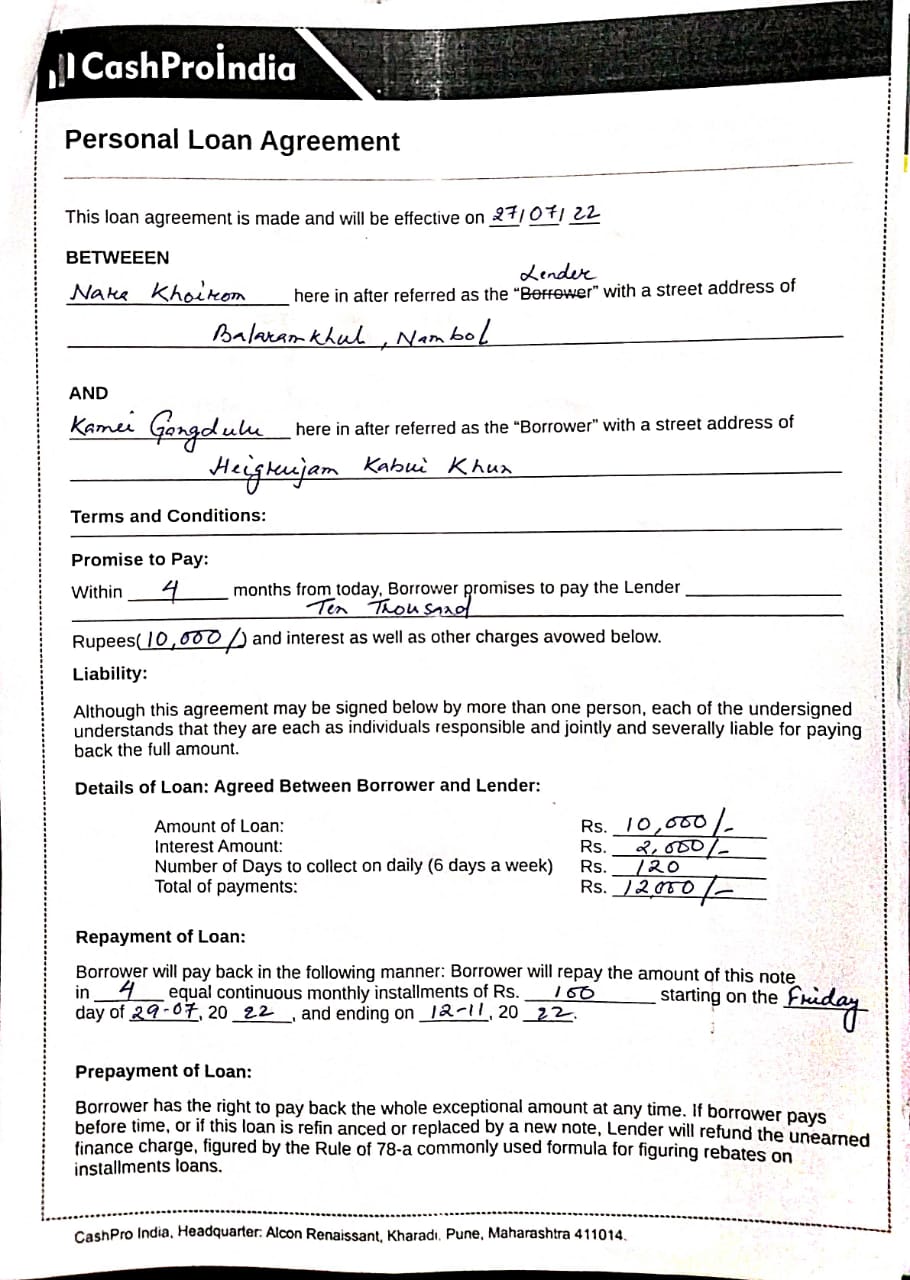 CashProİndia
Personal Loan Agreement
This loan agreement is made and will be effective on 27/07/22
BETWEEEN
Lender
Nara Khoirom here in after referred as the “Borrower” with a street address of
Balaram khul, Nambol
AND
Kamei Gongdulu here in after referred as the “Borrower” with a street address of
Heigrujam Kabui Khun
Terms and Conditions:
Promise to Pay:
Within 4 months from today, Borrower promises to pay the Lender
Ten Thousand
Rupees(10,000/) and interest as well as other charges avowed below.
Liability:
Although this agreement may be signed below by more than one person, each of the undersigned
understands that they are each as individuals responsible and jointly and severally liable for paying
back the full amount.
Details of Loan: Agreed Between Borrower and Lender:
Amount of Loan: Rs. 10,000/-
Interest Amount: Rs. 2,000/-
Number of Days to collect on daily (6 days a week) Rs. 120
Total of payments: Rs. 12000/-
Repayment of Loan:
Borrower will pay back in the following manner: Borrower will repay the amount of this note
in 4 equal continuous monthly installments of Rs. 100 starting on the Friday
day of 29-07, 20 22, and ending on 12-11, 20 22.
Prepayment of Loan:
Borrower has the right to pay back the whole exceptional amount at any time. If borrower pays
before time, or if this loan is refin anced or replaced by a new note, Lender will refund the unearned
finance charge, figured by the Rule of 78-a commonly used formula for figuring rebates on
installments loans.
CashPro India, Headquarter: Alcon Renaissant, Kharadi, Pune, Maharashtra 411014.